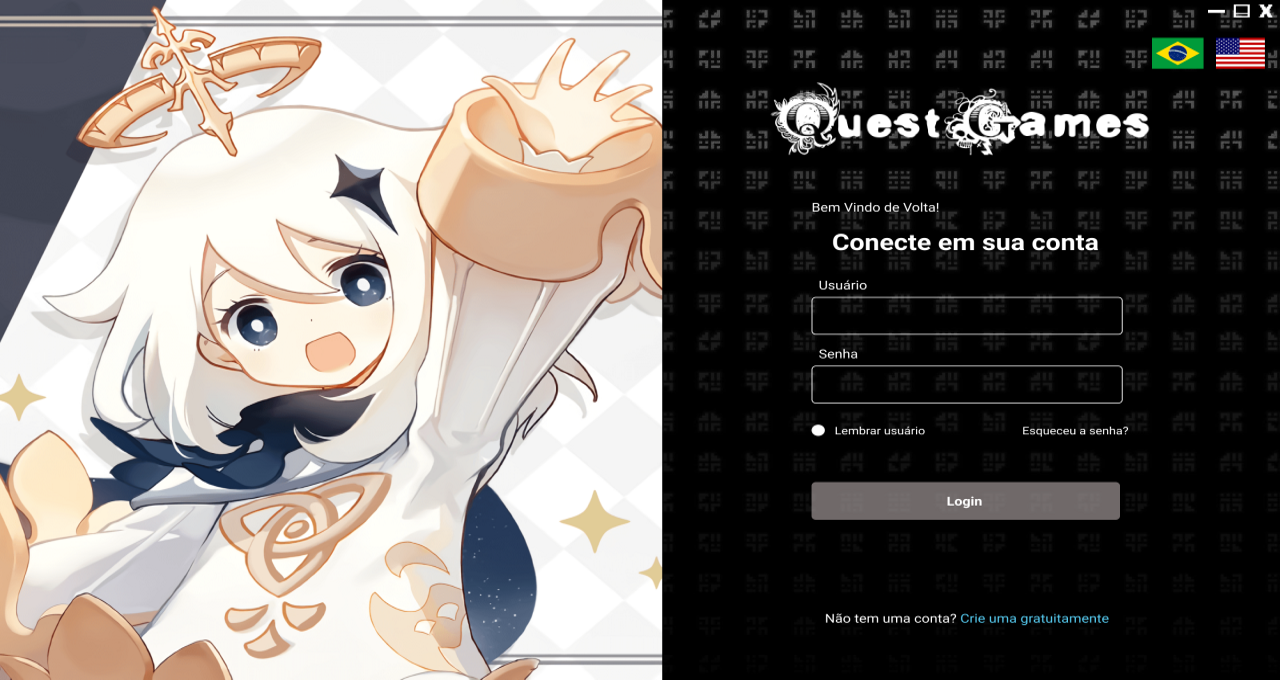 Quest Games
Bem Vindo de Volta!
Conecte em sua conta
Usuário
Senha
Lembrar usuário
Esqueceu a senha?
Login
Não tem uma conta? Crie uma gratuitamente